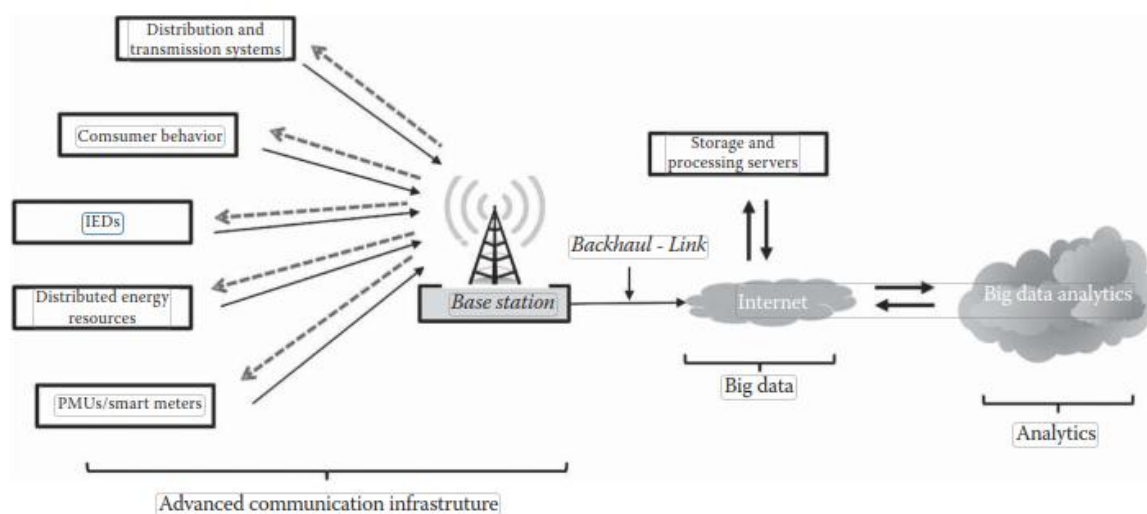 Distribution and
transmission systems
Comsumer behavior
IEDs
Distributed energy
resources
PMUs/smart meters
Base station
Backhaul - Link
Storage and
processing servers
Internet
Big data analytics
Big data
Analytics
Advanced communication infrastruture